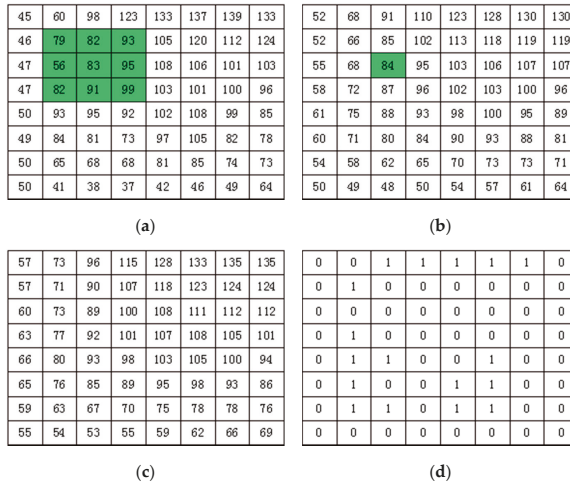 45 60 98 123 133 137 139 133
46 79 82 93 105 120 112 124
47 56 83 95 108 106 101 103
47 82 91 99 103 101 100 96
50 93 95 92 102 108 99 85
49 84 81 73 97 105 82 78
50 65 68 68 81 85 74 73
50 41 38 37 42 46 49 64
(a)
52 68 91 110 123 128 130 130
52 66 85 102 113 118 119 119
55 68 84 95 103 106 107 107
58 72 87 96 102 103 100 96
61 75 88 93 98 100 95 89
60 71 80 84 90 93 88 81
54 58 62 65 70 73 73 71
50 49 48 50 54 57 61 64
(b)
57 73 96 115 128 133 135 135
57 71 90 107 118 123 124 124
60 73 89 100 108 111 112 112
63 77 92 101 107 108 105 101
66 80 93 98 103 105 100 94
65 76 85 89 95 98 93 86
59 63 67 70 75 78 78 76
55 54 53 55 59 62 66 69
(c)
0 0 1 1 1 1 1 0
0 1 0 0 0 0 0 0
0 0 0 0 0 0 0 0
0 1 0 0 0 0 0 0
0 1 1 0 0 1 0 0
0 1 0 0 1 1 0 0
0 1 1 0 1 1 0 0
0 0 0 0 0 0 0 0
(d)